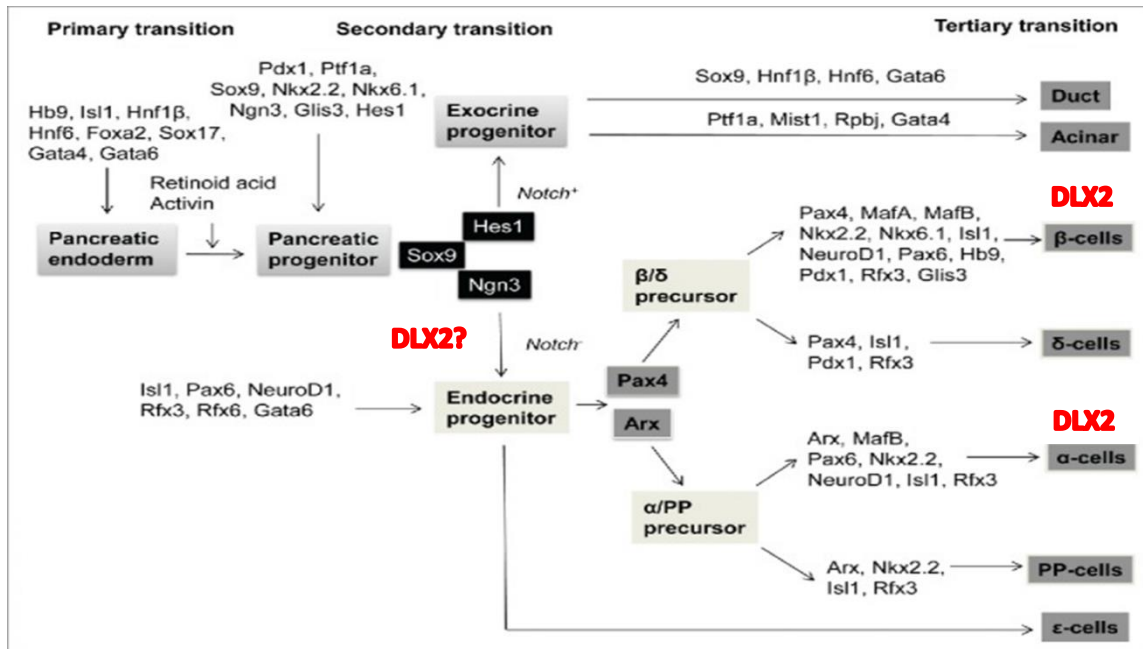 Primary transition
Secondary transition
Tertiary transition
Pdx1, Ptf1a,
Sox9, Nkx2.2, Nkx6.1,
Ngn3, Glis3, Hes1
Hb9, Isl1, Hnf1β,
Hnf6, Foxa2, Sox17,
Gata4, Gata6
Retinoid acid
Activin
Pancreatic
endoderm
Pancreatic
progenitor
Exocrine
progenitor
Sox9, Hnf1β, Hnf6, Gata6
Duct
Ptf1a, Mist1, Rpbj, Gata4
Acinar
Notch+
Hes1
Sox9
Ngn3
DLX2?
Notch-
Isl1, Pax6, NeuroD1,
Rfx3, Rfx6, Gata6
Endocrine
progenitor
Pax4
Arx
β/δ
precursor
Pax4, MafA, MafB,
Nkx2.2, Nkx6.1, Isl1,
NeuroD1, Pax6, Hb9,
Pdx1, Rfx3, Glis3
DLX2
β-cells
Pax4, Isl1,
Pdx1, Rfx3
δ-cells
α/PP
precursor
Arx, MafB,
Pax6, Nkx2.2,
NeuroD1, Isl1, Rfx3
DLX2
α-cells
Arx, Nkx2.2,
Isl1, Rfx3
PP-cells
ε-cells